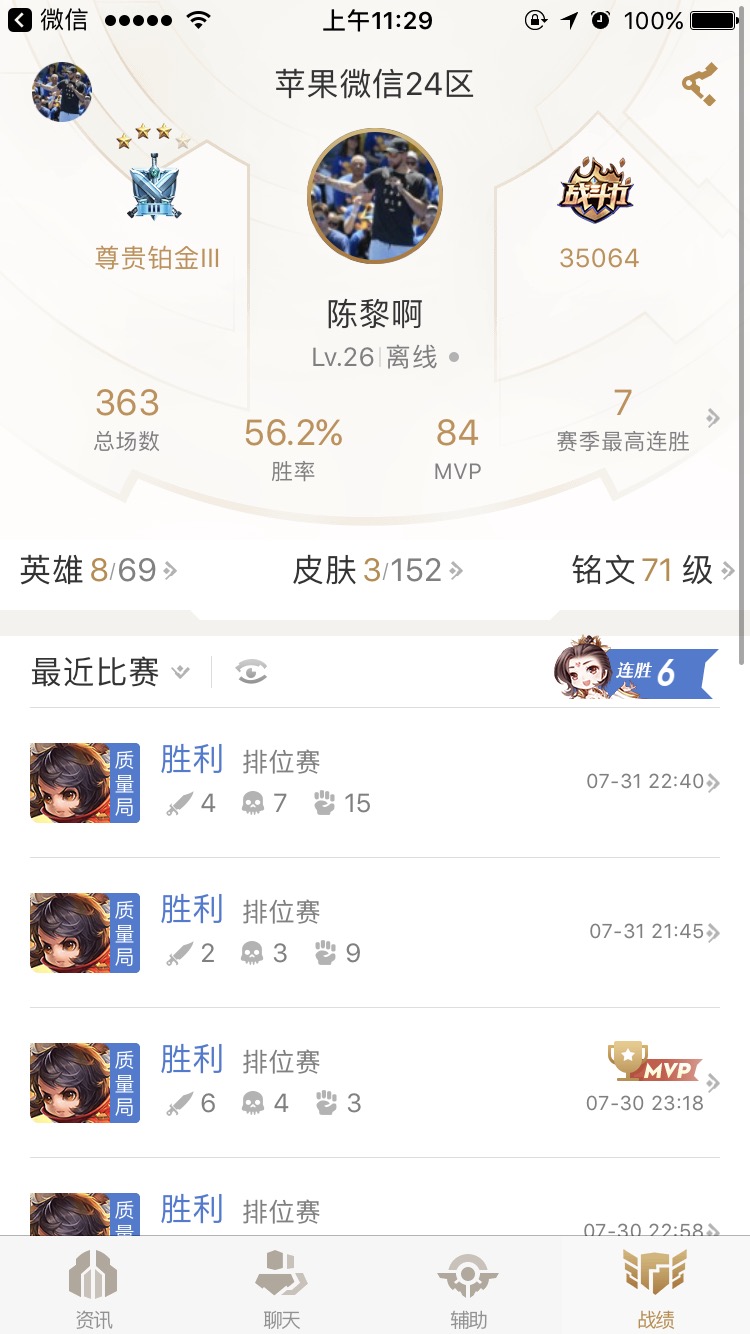 微信
上午11:29
100%
苹果微信24区
战斗力
尊贵铂金III
35064
陈黎啊
Lv.26
离线
363
总场数
56.2%
胜率
84
MVP
7
赛季最高连胜
英雄 8/69
皮肤 3/152
铭文 71 级
最近比赛
连胜 6
质量局
胜利 排位赛
4 7 15
07-31 22:40
质量局
胜利 排位赛
2 3 9
07-31 21:45
质量局
胜利 排位赛
6 4 3
MVP
07-30 23:18
质量
胜利 排位赛
07-30 22:58
资讯
聊天
辅助
战绩